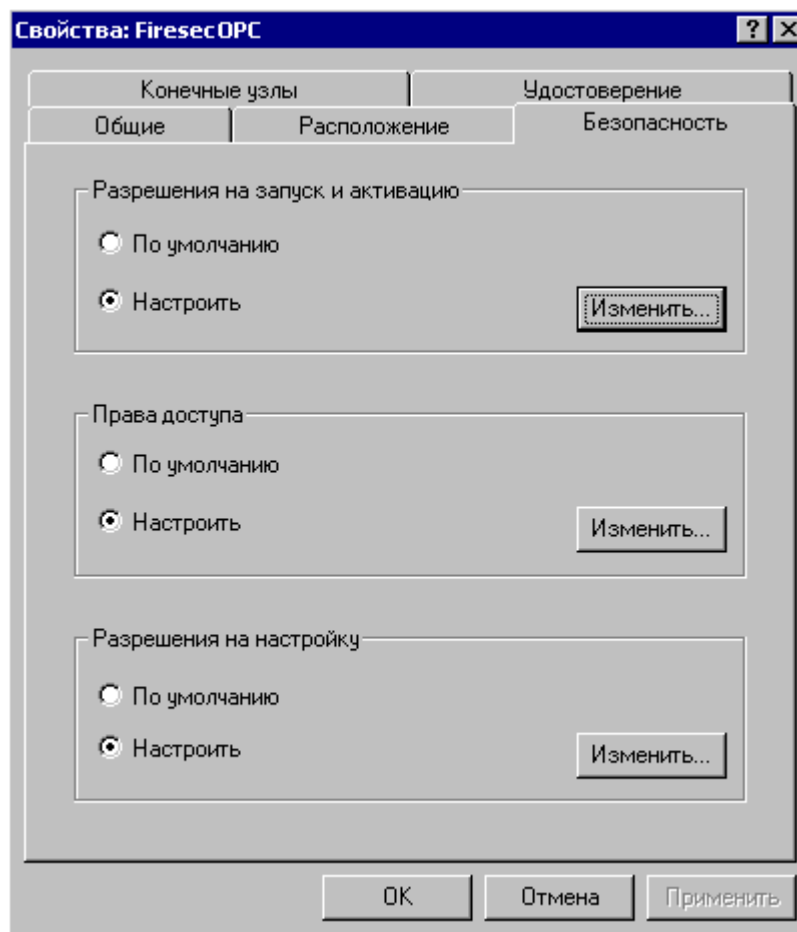 Свойства: FiresecOPC
Конечные узлы
Удостоверение
Общие
Расположение
Безопасность
Разрешения на запуск и активацию
По умолчанию
Настроить
Изменить...
Права доступа
По умолчанию
Настроить
Изменить...
Разрешения на настройку
По умолчанию
Настроить
Изменить...
OK
Отмена
Применить